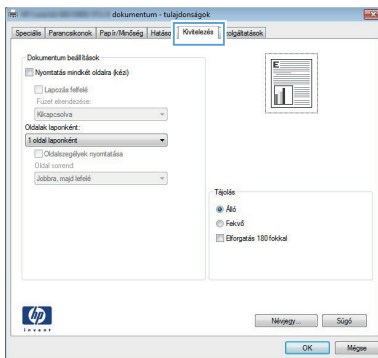 dokumentum - tulajdonságok
Speciális Parancsikonok Papír/Minőség Hatások Kivitelezés
Dokumentum beállítások
Nyomtatás mindkét oldalra (kézi)
Lapozás felfelé
Füzet elrendezése:
Kikapcsolva
Oldalak laponként:
1 oldal laponként
Oldalszegélyek nyomtatása
Oldal sorrend:
Jobbra, majd lefelé
E
Tájolás
Álló
Fekvő
Elforgatás 180 fokkal
hp
invent
Névjegy...
Súgó
OK
Mégse